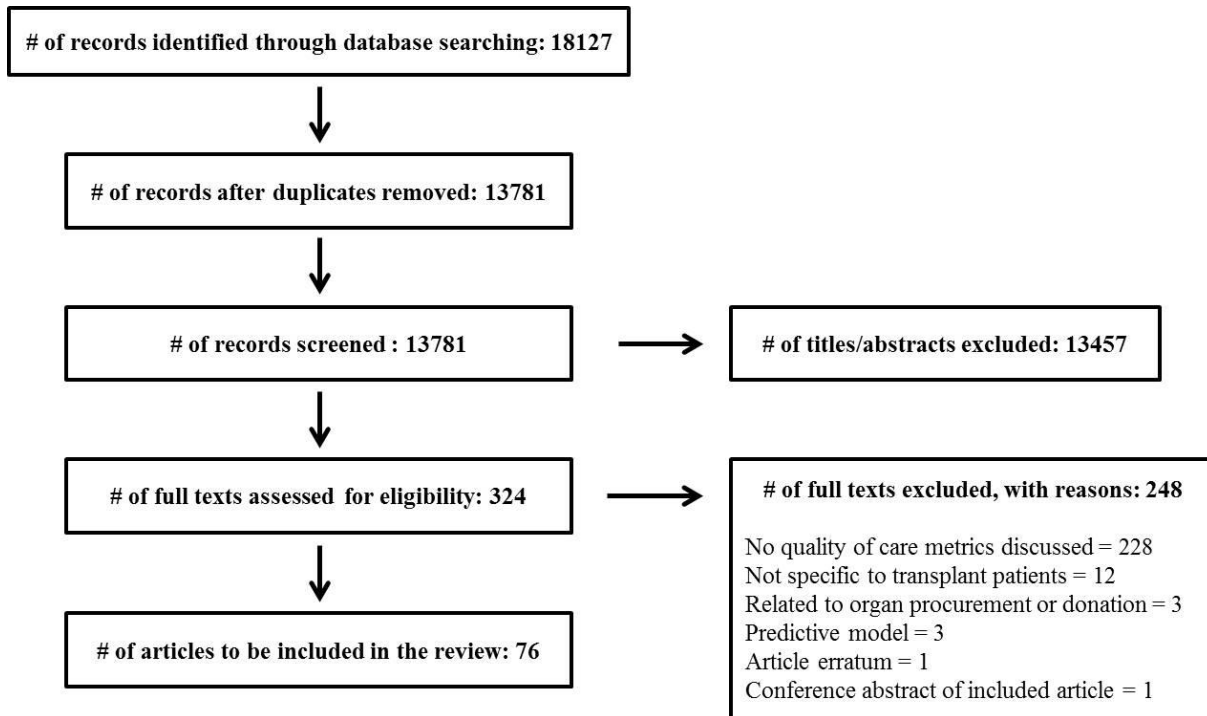 # of records identified through database searching: 18127
# of records after duplicates removed: 13781
# of records screened : 13781
# of titles/abstracts excluded: 13457
# of full texts assessed for eligibility: 324
# of full texts excluded, with reasons: 248
No quality of care metrics discussed = 228
Not specific to transplant patients = 12
Related to organ procurement or donation = 3
Predictive model = 3
Article erratum = 1
Conference abstract of included article = 1
# of articles to be included in the review: 76